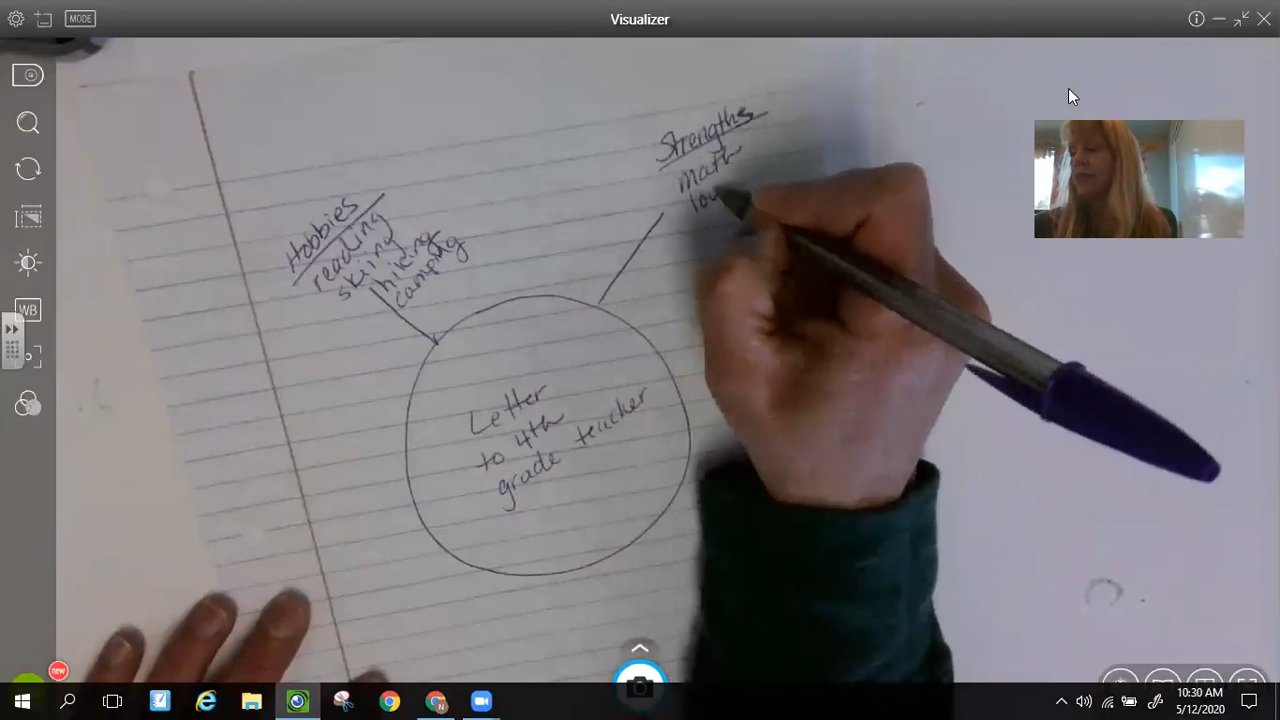 MODE
Visualizer
Strengths
math
Hobbies
reading
skiing
hiking
camping
Letter
to 4th
grade teacher
WB
new
10:30 AM
5/12/2020